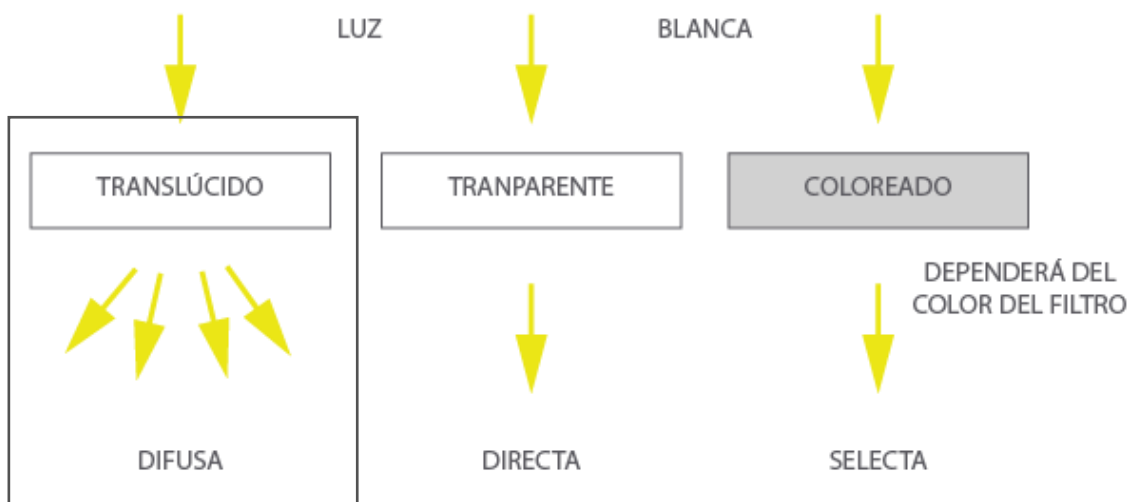 LUZ
BLANCA
TRANSLÚCIDO
TRANPARENTE
COLOREADO
DEPENDERÁ DEL
COLOR DEL FILTRO
DIFUSA
DIRECTA
SELECTA